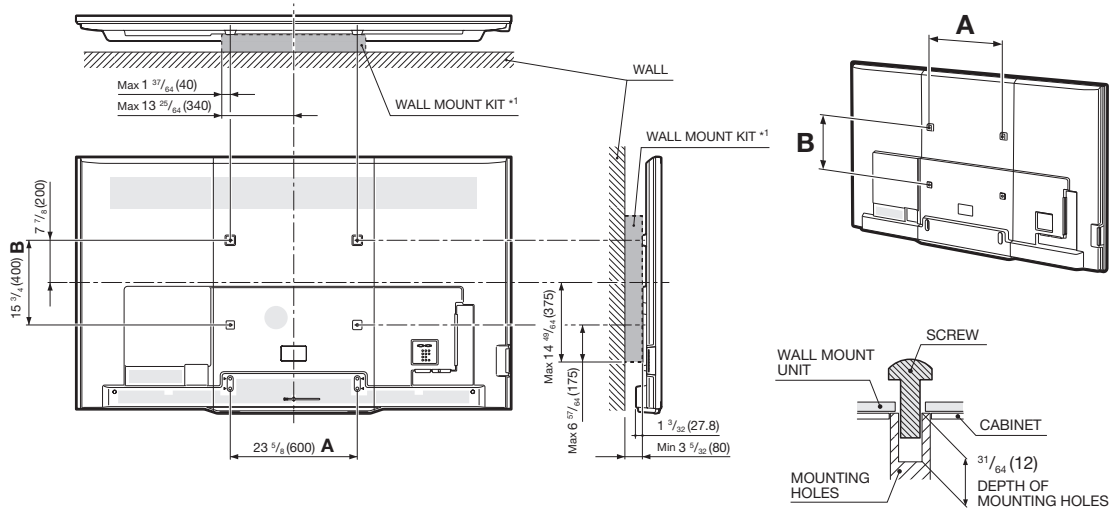 Max 1 37/64 (40)
Max 13 25/64 (340)
WALL MOUNT KIT *1
WALL
WALL MOUNT KIT *1
7 7/8 (200)
15 3/4 (400) B
23 5/8 (600) A
Max 14 49/64 (375)
Max 6 57/64 (175)
1 3/32 (27.8)
Min 3 5/32 (80)
A
B
SCREW
WALL MOUNT
UNIT
CABINET
31/64 (12)
DEPTH OF
MOUNTING HOLES
MOUNTING
HOLES